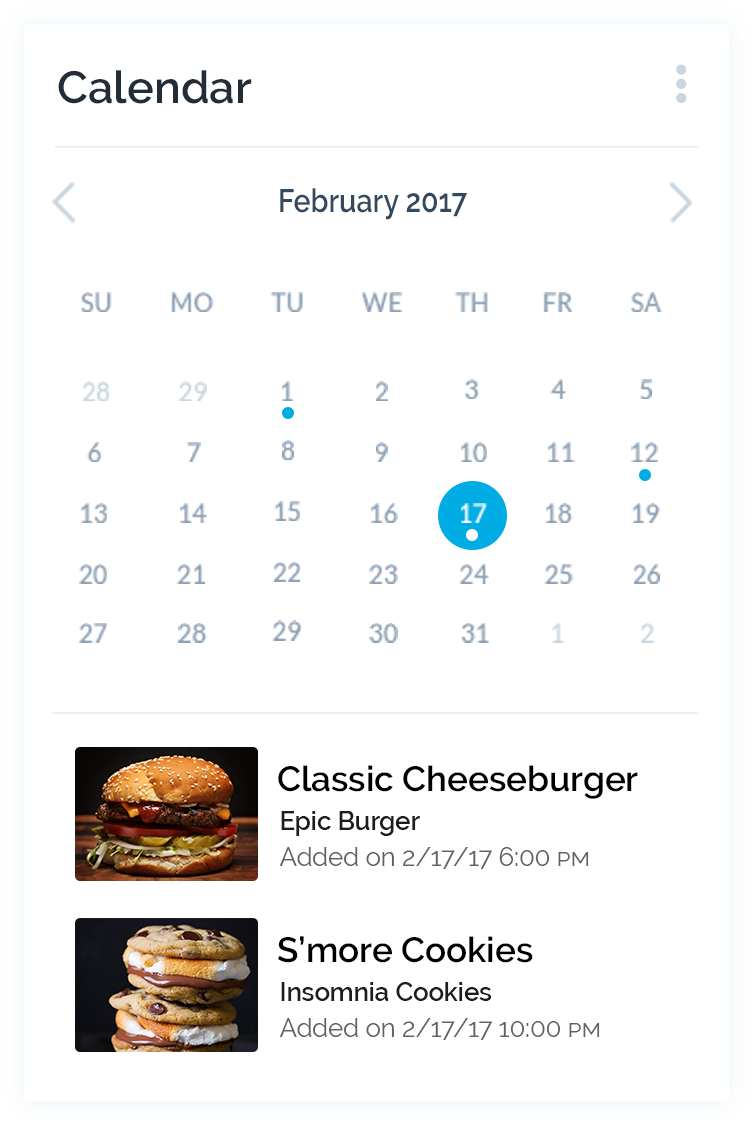 Calendar
February 2017
SU MO TU WE TH FR SA
28 29 1 2 3 4 5
6 7 8 9 10 11 12
13 14 15 16 17 18 19
20 21 22 23 24 25 26
27 28 29 30 31 1 2
Classic Cheeseburger
Epic Burger
Added on 2/17/17 6:00 PM
S’more Cookies
Insomnia Cookies
Added on 2/17/17 10:00 PM